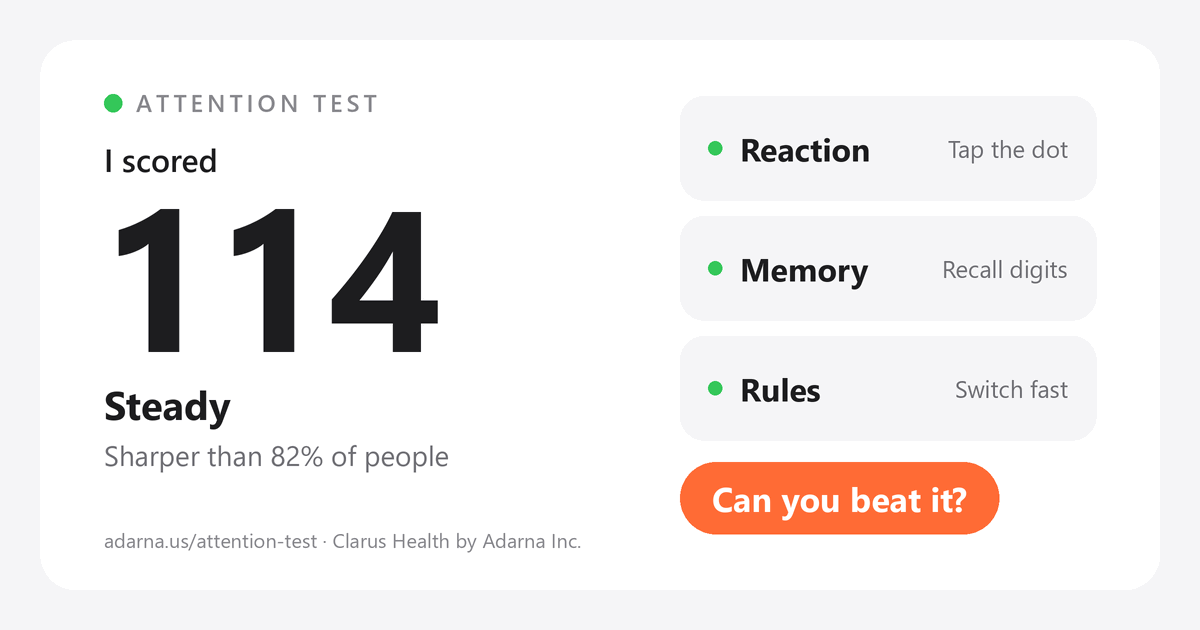 ATTENTION TEST
I scored
114
Steady
Sharper than 82% of people
adarna.us/attention-test · Clarus Health by Adarna Inc.
Reaction Tap the dot
Memory Recall digits
Rules Switch fast
Can you beat it?